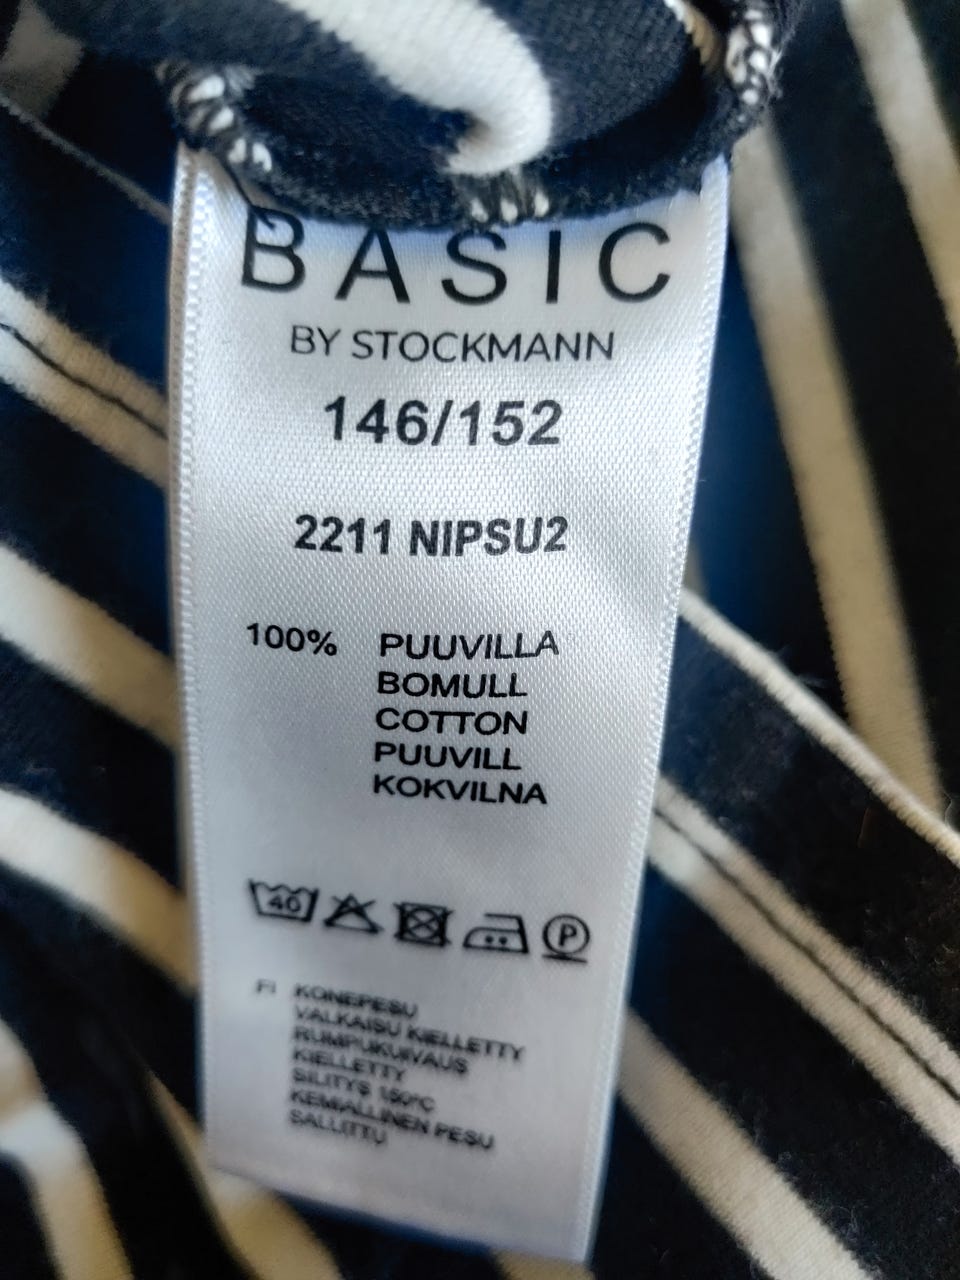 BASIC
BY STOCKMANN
146/152
2211 NIPSU2
100% PUUVILLA
BOMULL
COTTON
PUUVILL
KOKVILNA
40 P
FI KONEPESU
VALKAISU KIELLETTY
RUMPUKUIVAUS
KIELLETTY
SILITYS 150°C
KEMIALLINEN PESU
SALLITTU